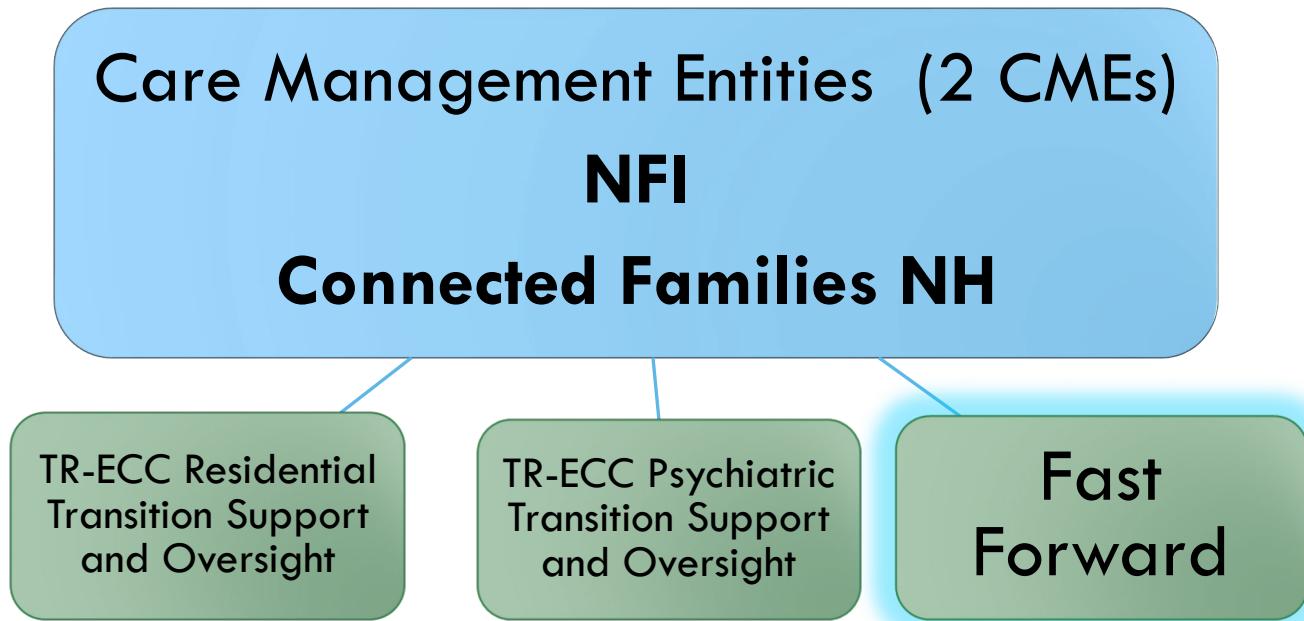 Care Management Entities (2 CMEs)
NFI
Connected Families NH
TR-ECC Residential
Transition Support
and Oversight
TR-ECC Psychiatric
Transition Support
and Oversight
Fast
Forward